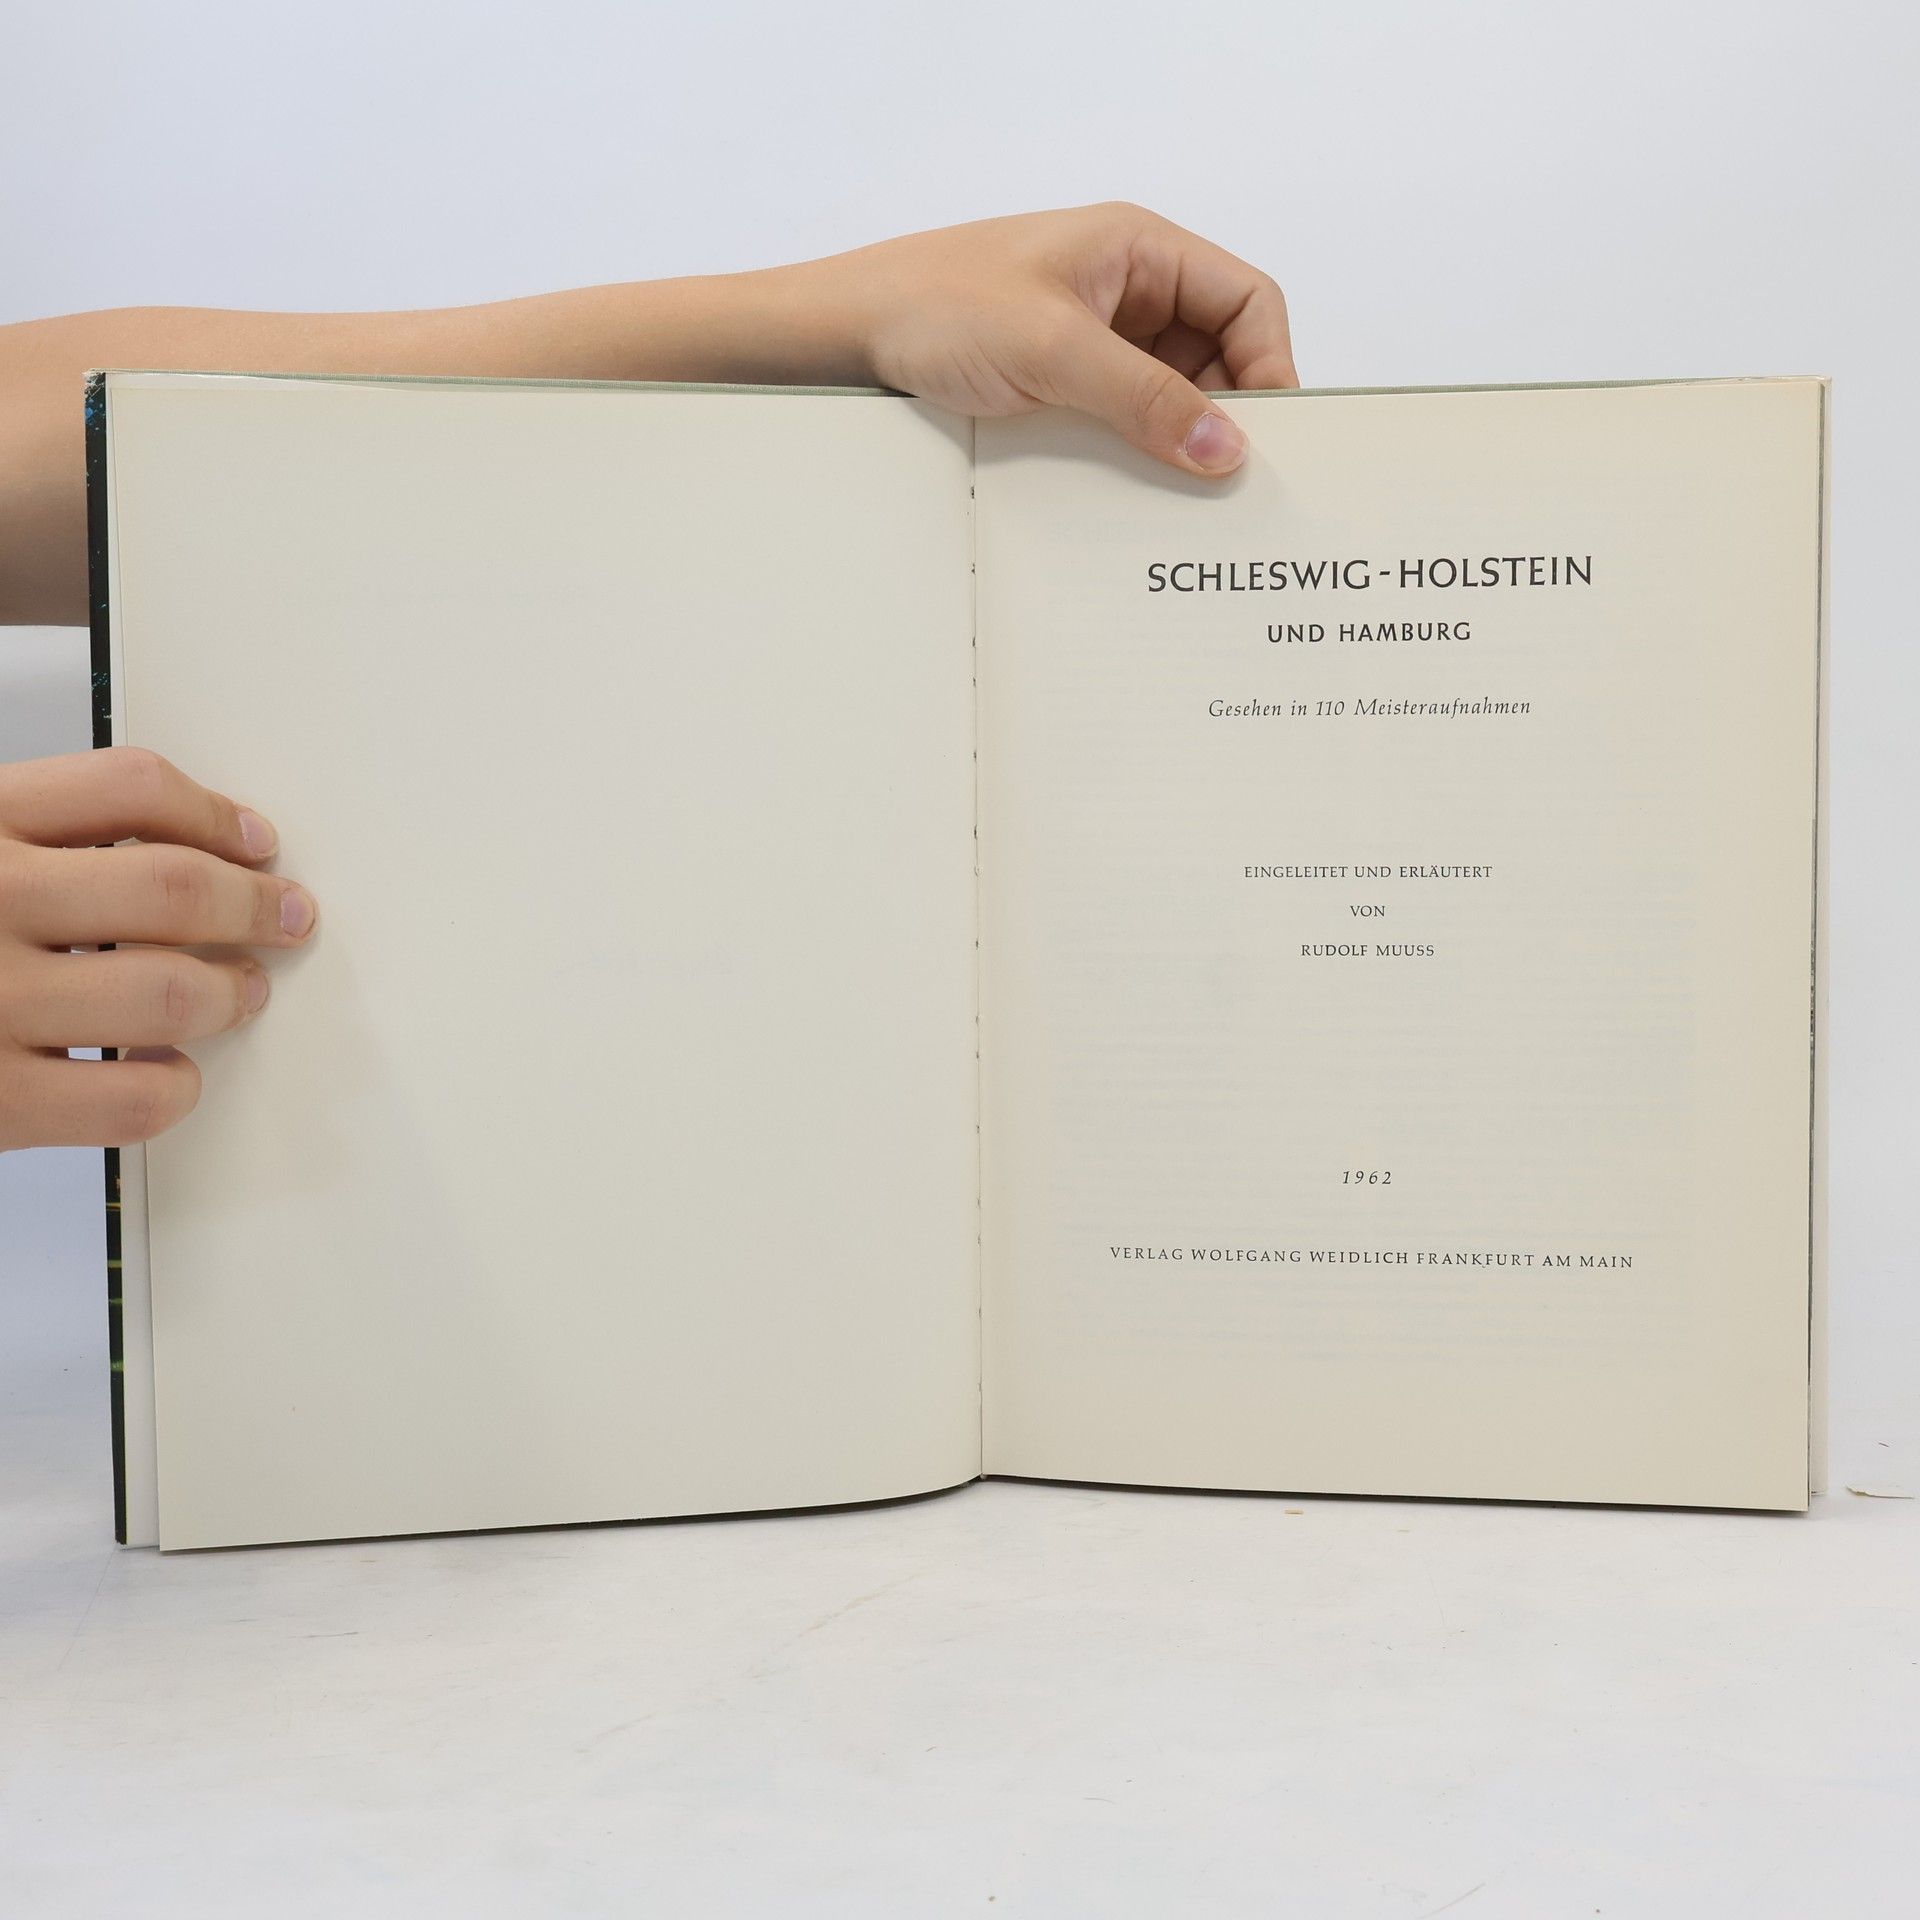 SCHLESWIG-HOLSTEIN
UND HAMBURG
Gesehen in 110 Meisteraufnahmen
EINGELEITET UND ERLÄUTERT
VON
RUDOLF MUUSS
1962
VERLAG WOLFGANG WEIDLICH FRANKFURT AM MAIN